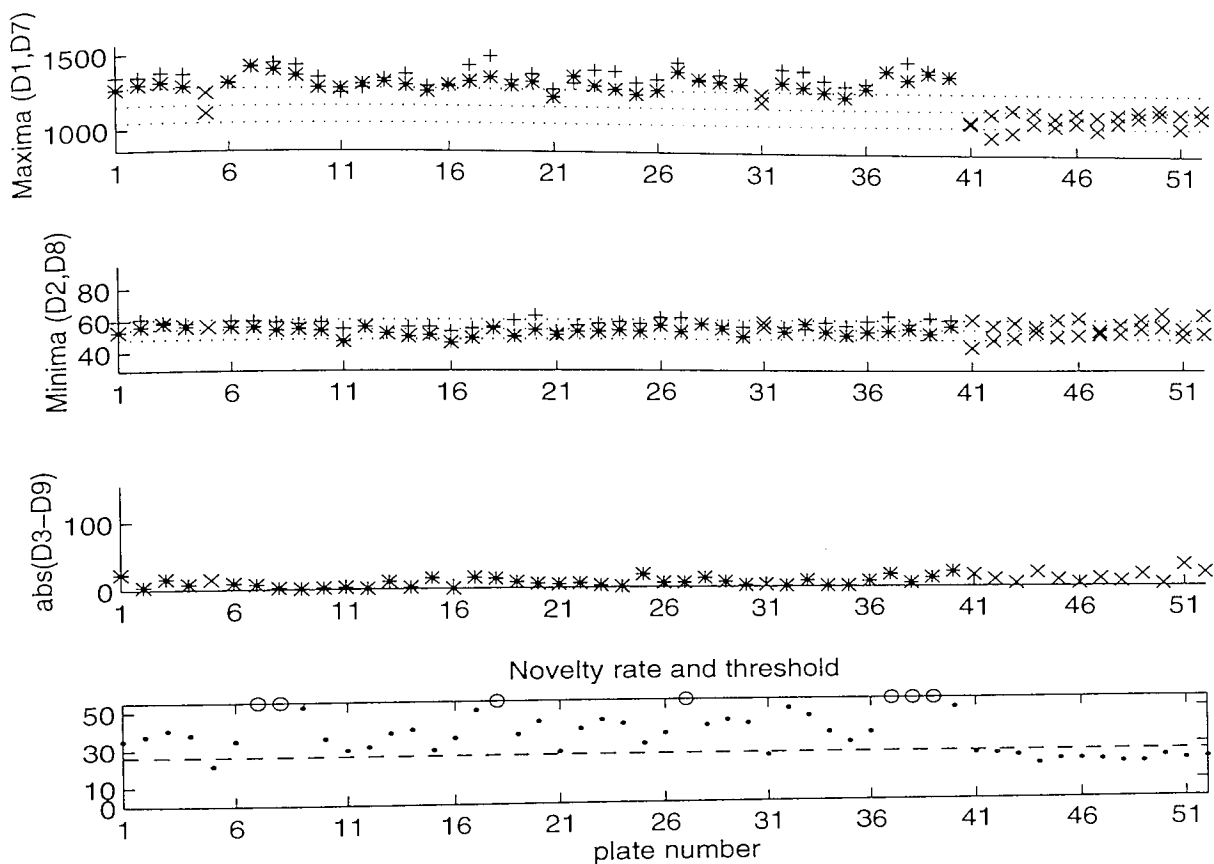 Maxima (D1,D7)
1500
1000
1 6 11 16 21 26 31 36 41 46 51
Minima (D2,D8)
80
60
40
1 6 11 16 21 26 31 36 41 46 51
abs(D3-D9)
100
0
1 6 11 16 21 26 31 36 41 46 51
Novelty rate and threshold
50
30
10
0
1 6 11 16 21 26 31 36 41 46 51
plate number